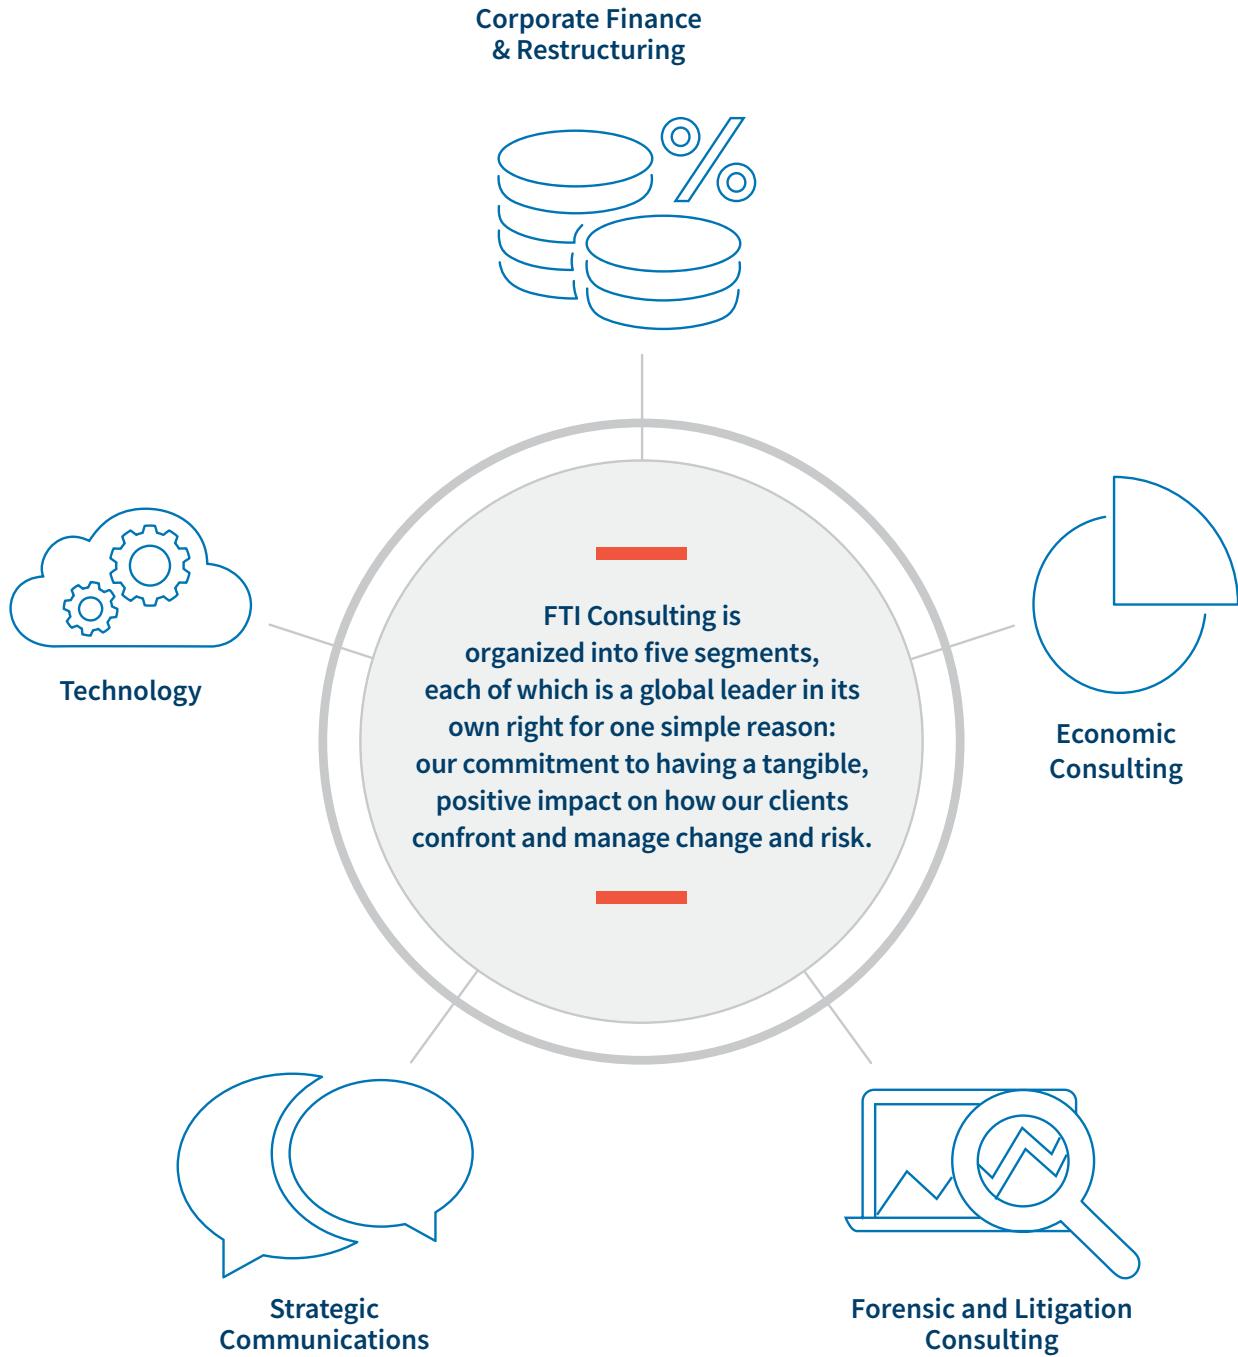 Corporate Finance
& Restructuring
Technology
FTI Consulting is
organized into five segments,
each of which is a global leader in its
own right for one simple reason:
our commitment to having a tangible,
positive impact on how our clients
confront and manage change and risk.
Economic
Consulting
Strategic
Communications
Forensic and Litigation
Consulting